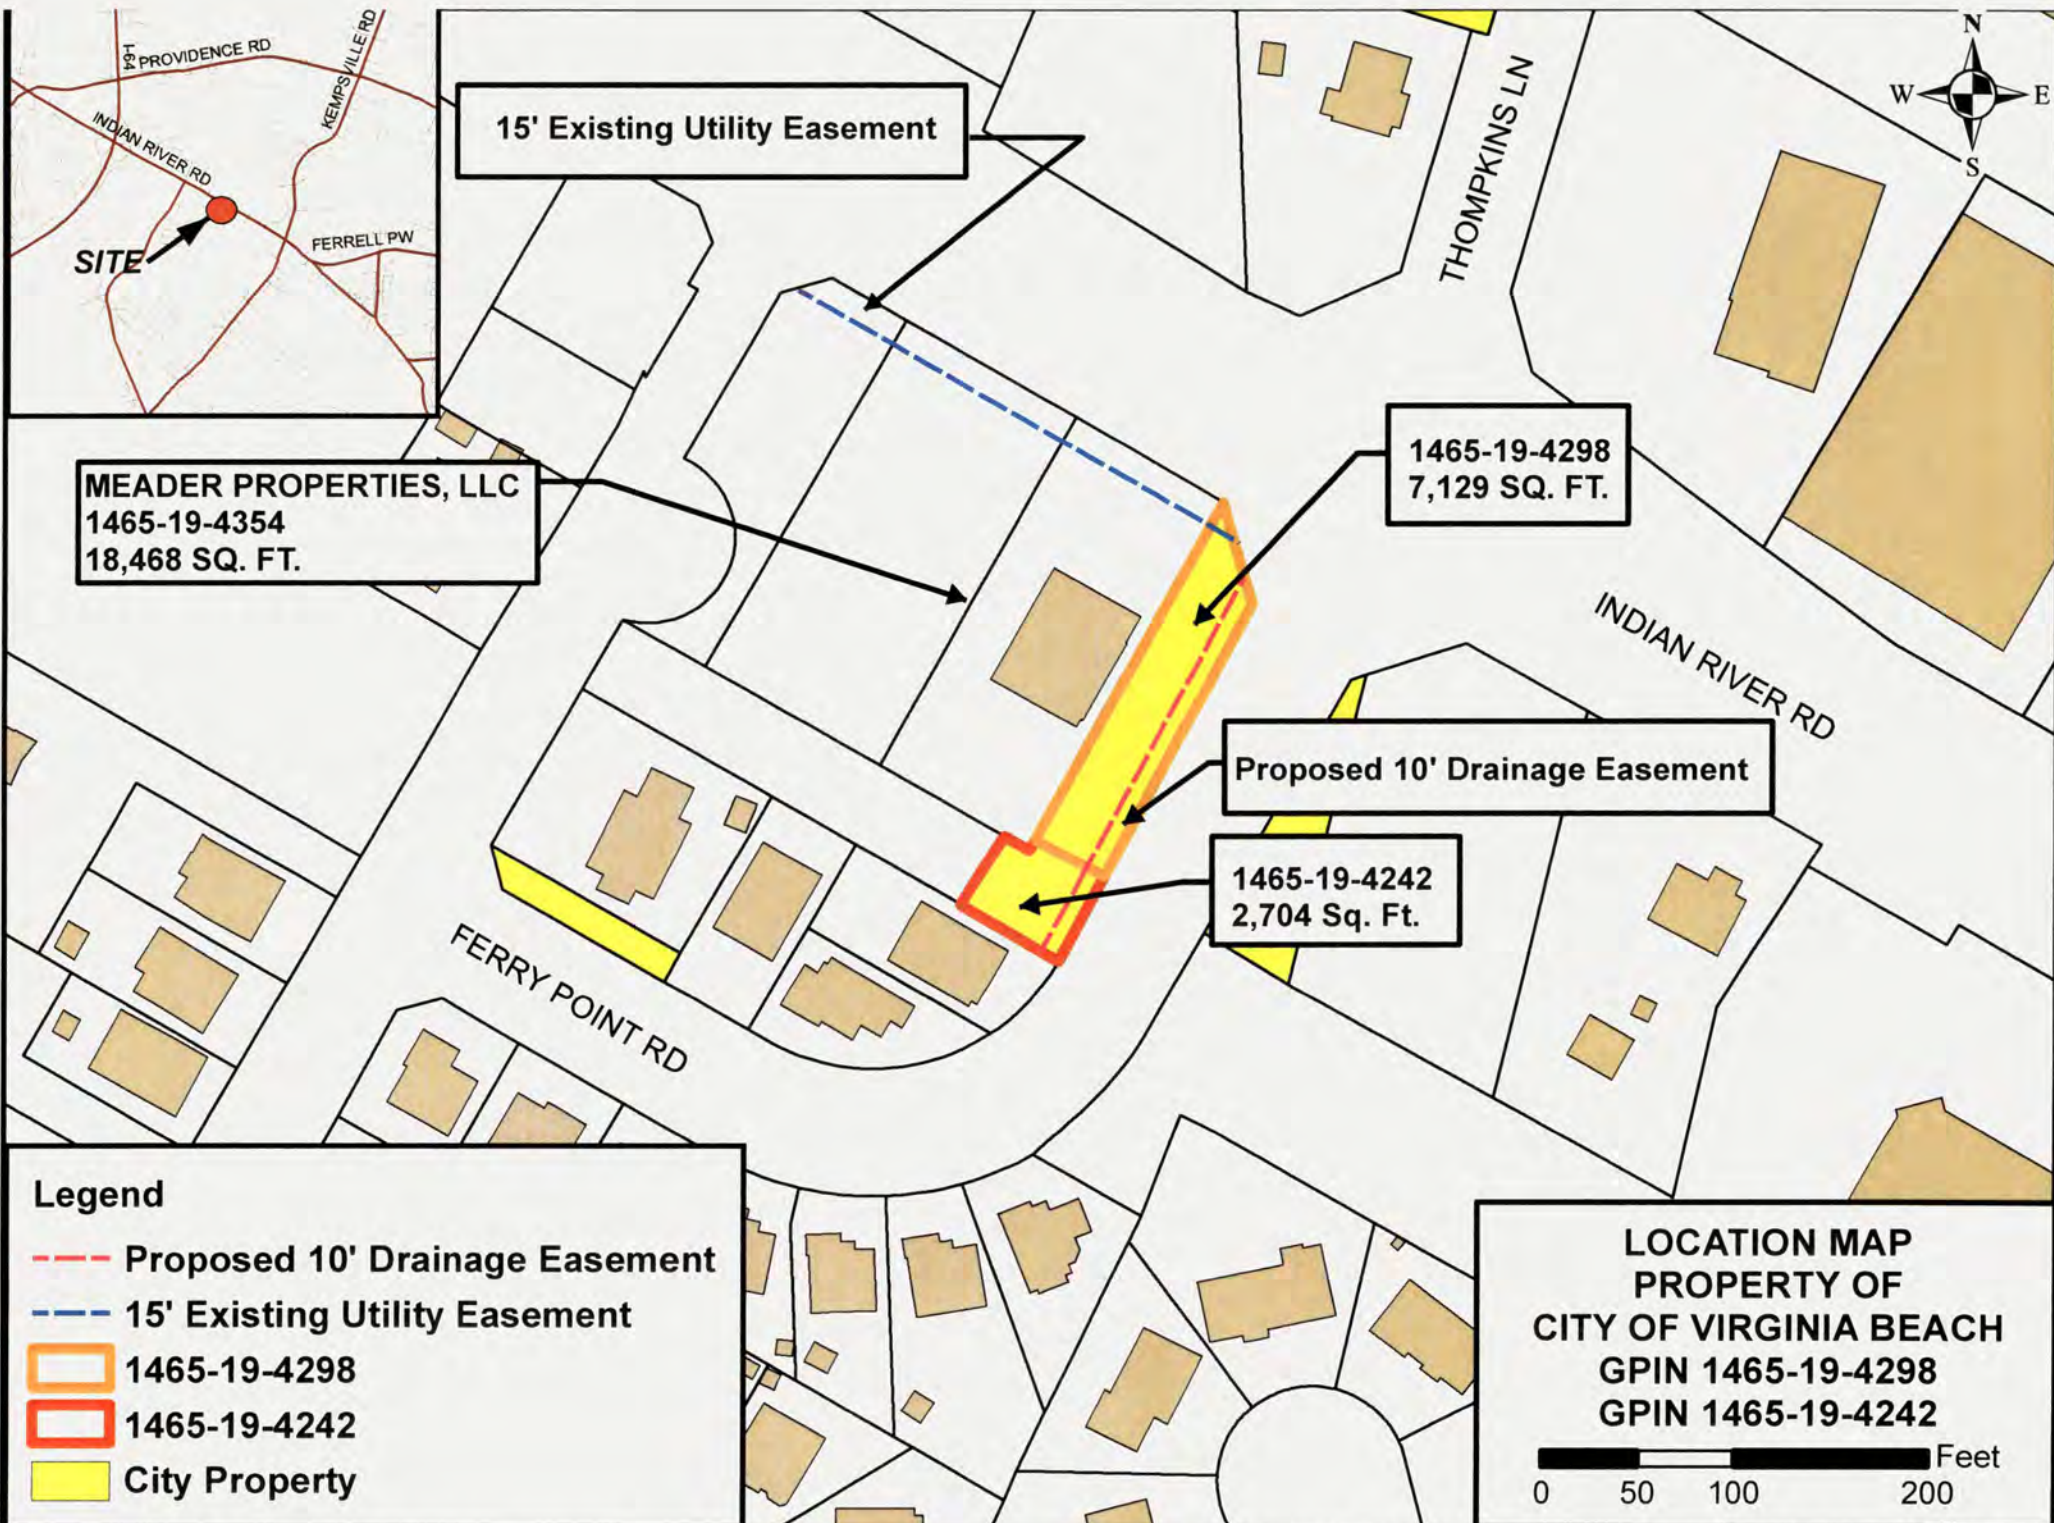 I-64
PROVIDENCE RD
KEMPSVILLE RD
INDIAN RIVER RD
SITE
FERRELL PW
15' Existing Utility Easement
THOMPKINS LN
N
W
E
S
MEADER PROPERTIES, LLC
1465-19-4354
18,468 SQ. FT.
1465-19-4298
7,129 SQ. FT.
INDIAN RIVER RD
Proposed 10' Drainage Easement
1465-19-4242
2,704 Sq. Ft.
FERRY POINT RD
Legend
Proposed 10' Drainage Easement
15' Existing Utility Easement
1465-19-4298
1465-19-4242
City Property
LOCATION MAP
PROPERTY OF
CITY OF VIRGINIA BEACH
GPIN 1465-19-4298
GPIN 1465-19-4242
Feet
0 50 100 200